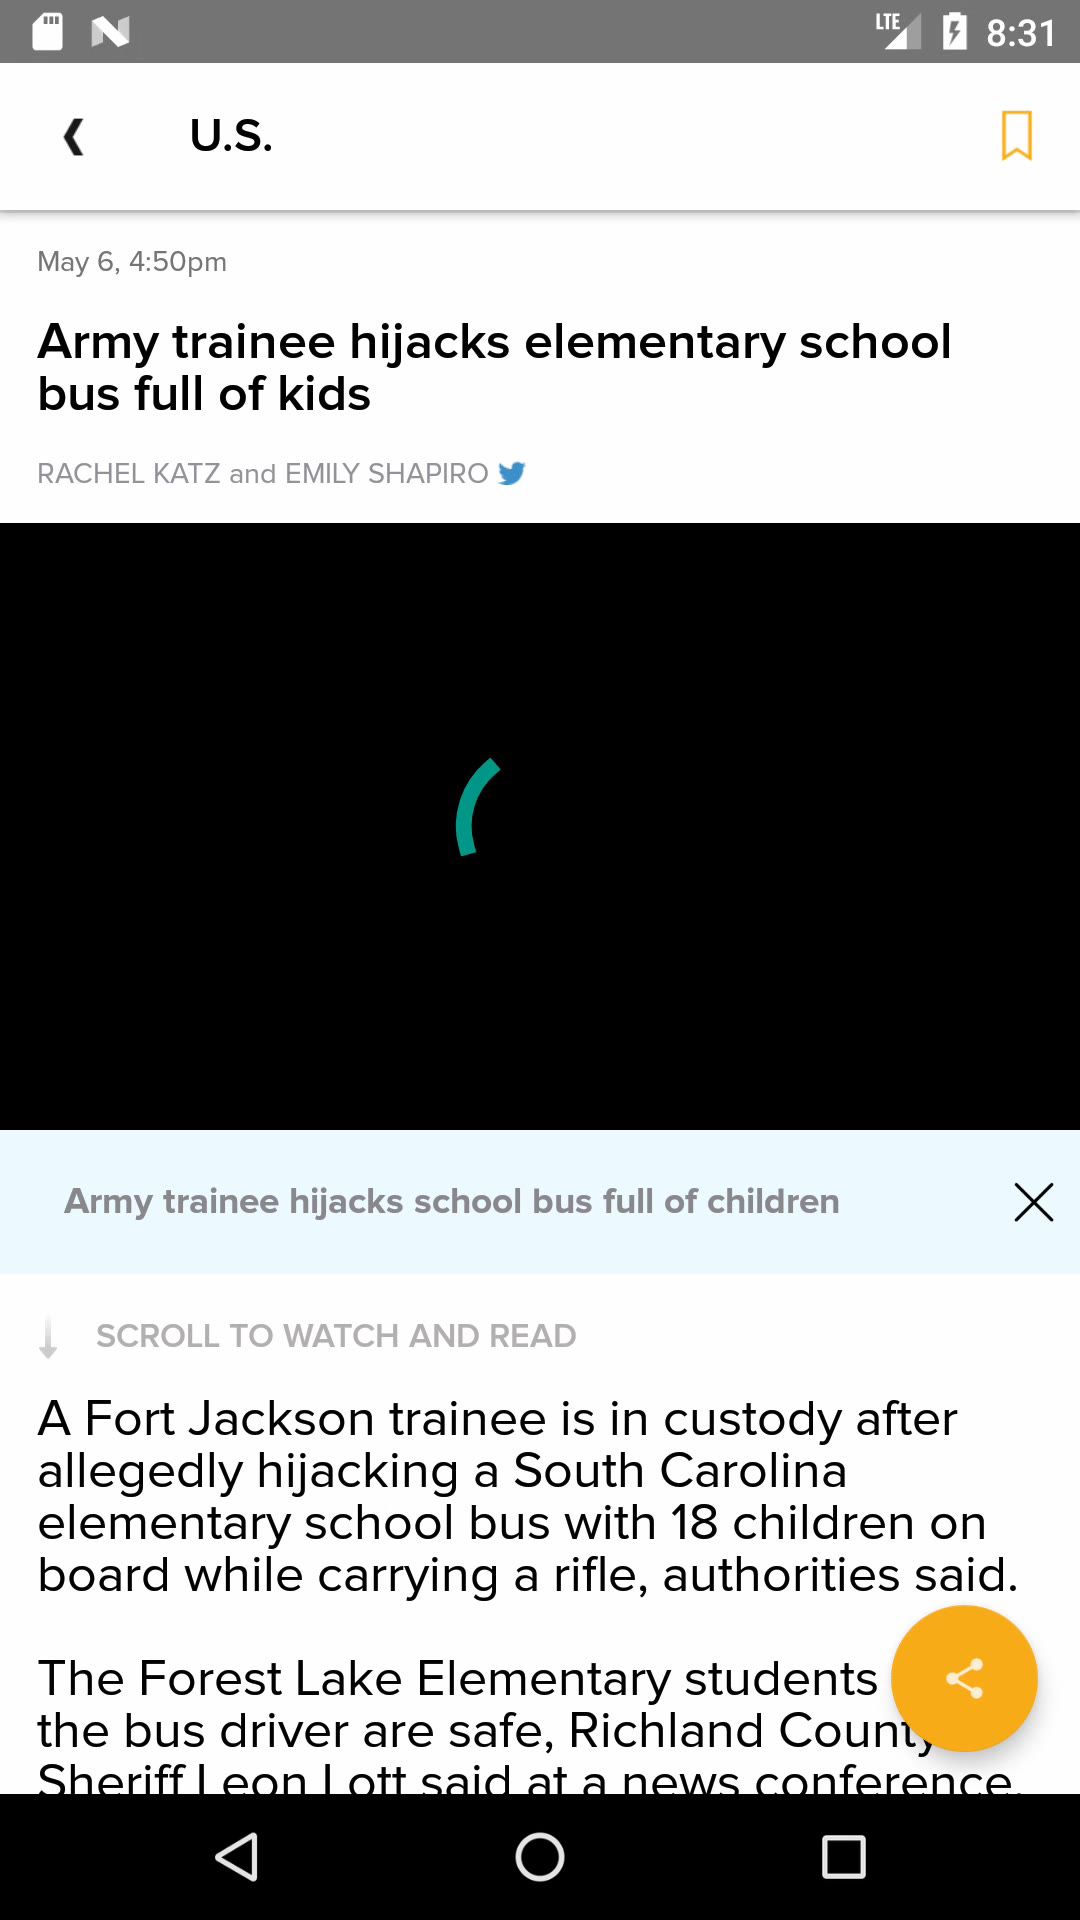 LTE 8:31
U.S.
May 6, 4:50pm
Army trainee hijacks elementary school
bus full of kids
RACHEL KATZ and EMILY SHAPIRO
Army trainee hijacks school bus full of children
SCROLL TO WATCH AND READ
A Fort Jackson trainee is in custody after
allegedly hijacking a South Carolina
elementary school bus with 18 children on
board while carrying a rifle, authorities said.
The Forest Lake Elementary students
the bus driver are safe, Richland County
Sheriff Leon Lott said at a news conference.